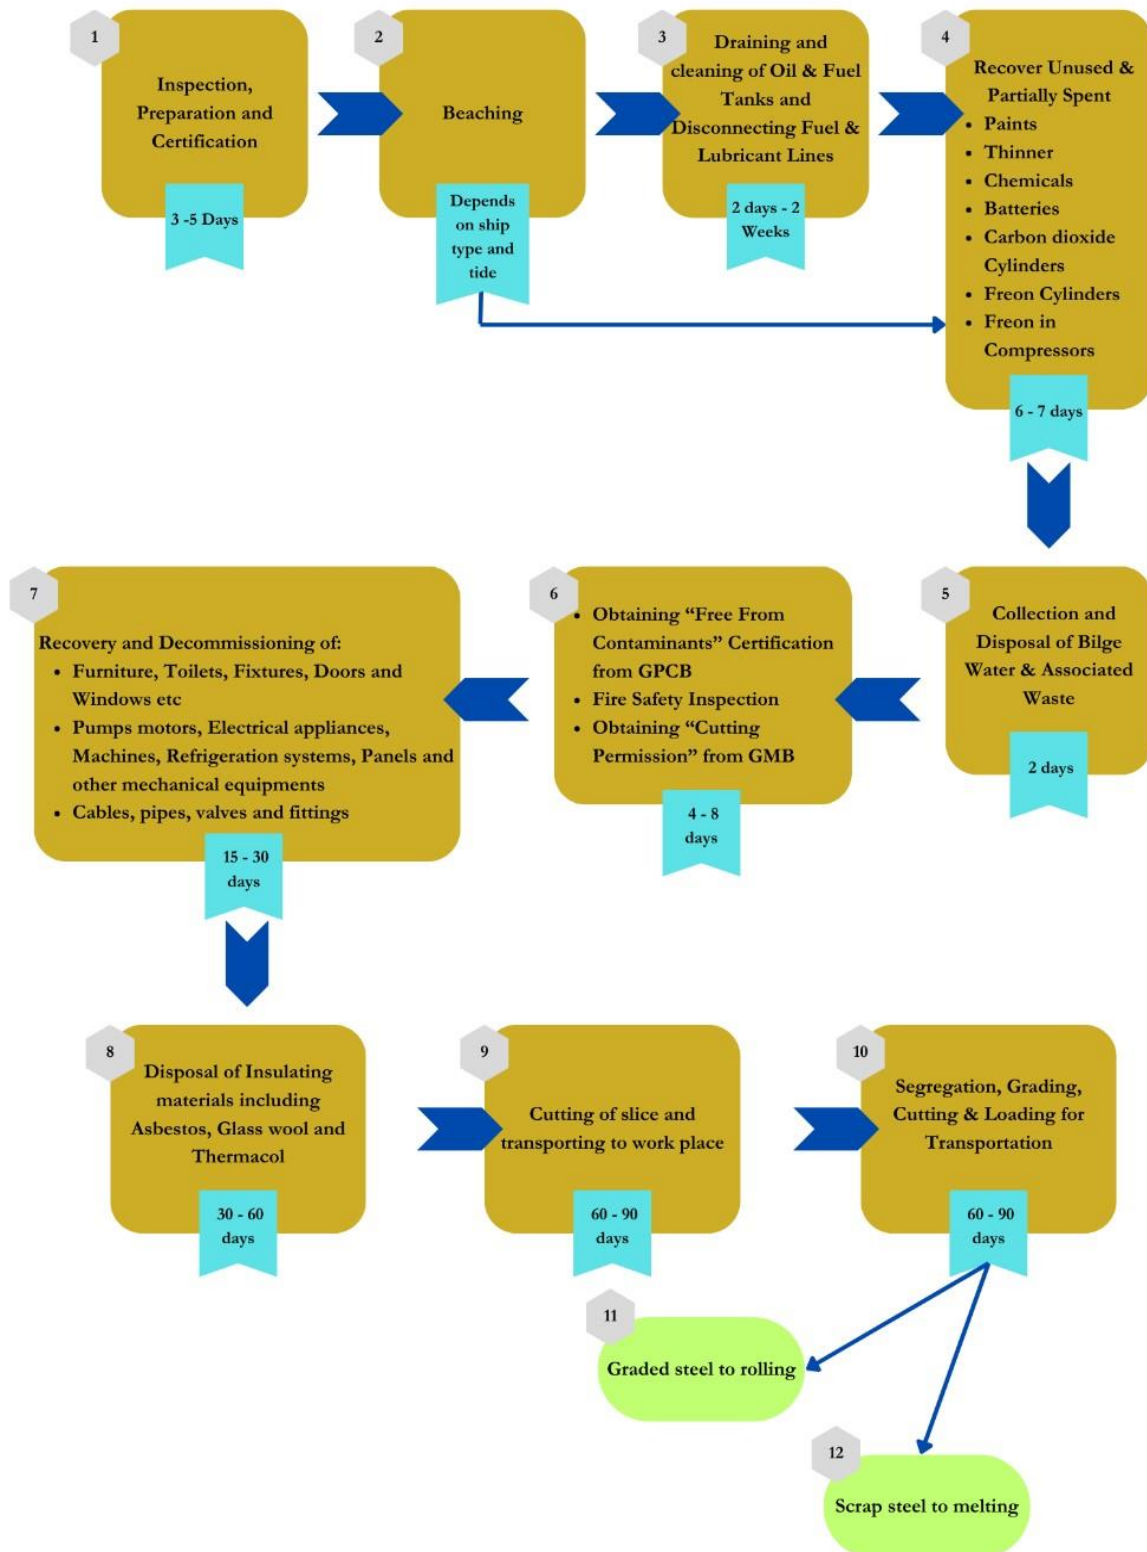 1
Inspection,
Preparation and
Certification
3 -5 Days
2
Beaching
Depends
on ship
type and
tide
3
Draining and
cleaning of Oil & Fuel
Tanks and
Disconnecting Fuel &
Lubricant Lines
2 days - 2
Weeks
4
Recover Unused &
Partially Spent
• Paints
• Thinner
• Chemicals
• Batteries
• Carbon dioxide
Cylinders
• Freon Cylinders
• Freon in
Compressors
6 - 7 days
5
Collection and
Disposal of Bilge
Water & Associated
Waste
2 days
6
• Obtaining “Free From
Contaminants” Certification
from GPCB
• Fire Safety Inspection
• Obtaining “Cutting
Permission” from GMB
4 - 8
days
7
Recovery and Decommissioning of:
• Furniture, Toilets, Fixtures, Doors and
Windows etc
• Pumps motors, Electrical appliances,
Machines, Refrigeration systems, Panels and
other mechanical equipments
• Cables, pipes, valves and fittings
15 - 30
days
8
Disposal of Insulating
materials including
Asbestos, Glass wool and
Thermacol
30 - 60
days
9
Cutting of slice and
transporting to work place
60 - 90
days
10
Segregation, Grading,
Cutting & Loading for
Transportation
60 - 90
days
11
Graded steel to rolling
12
Scrap steel to melting